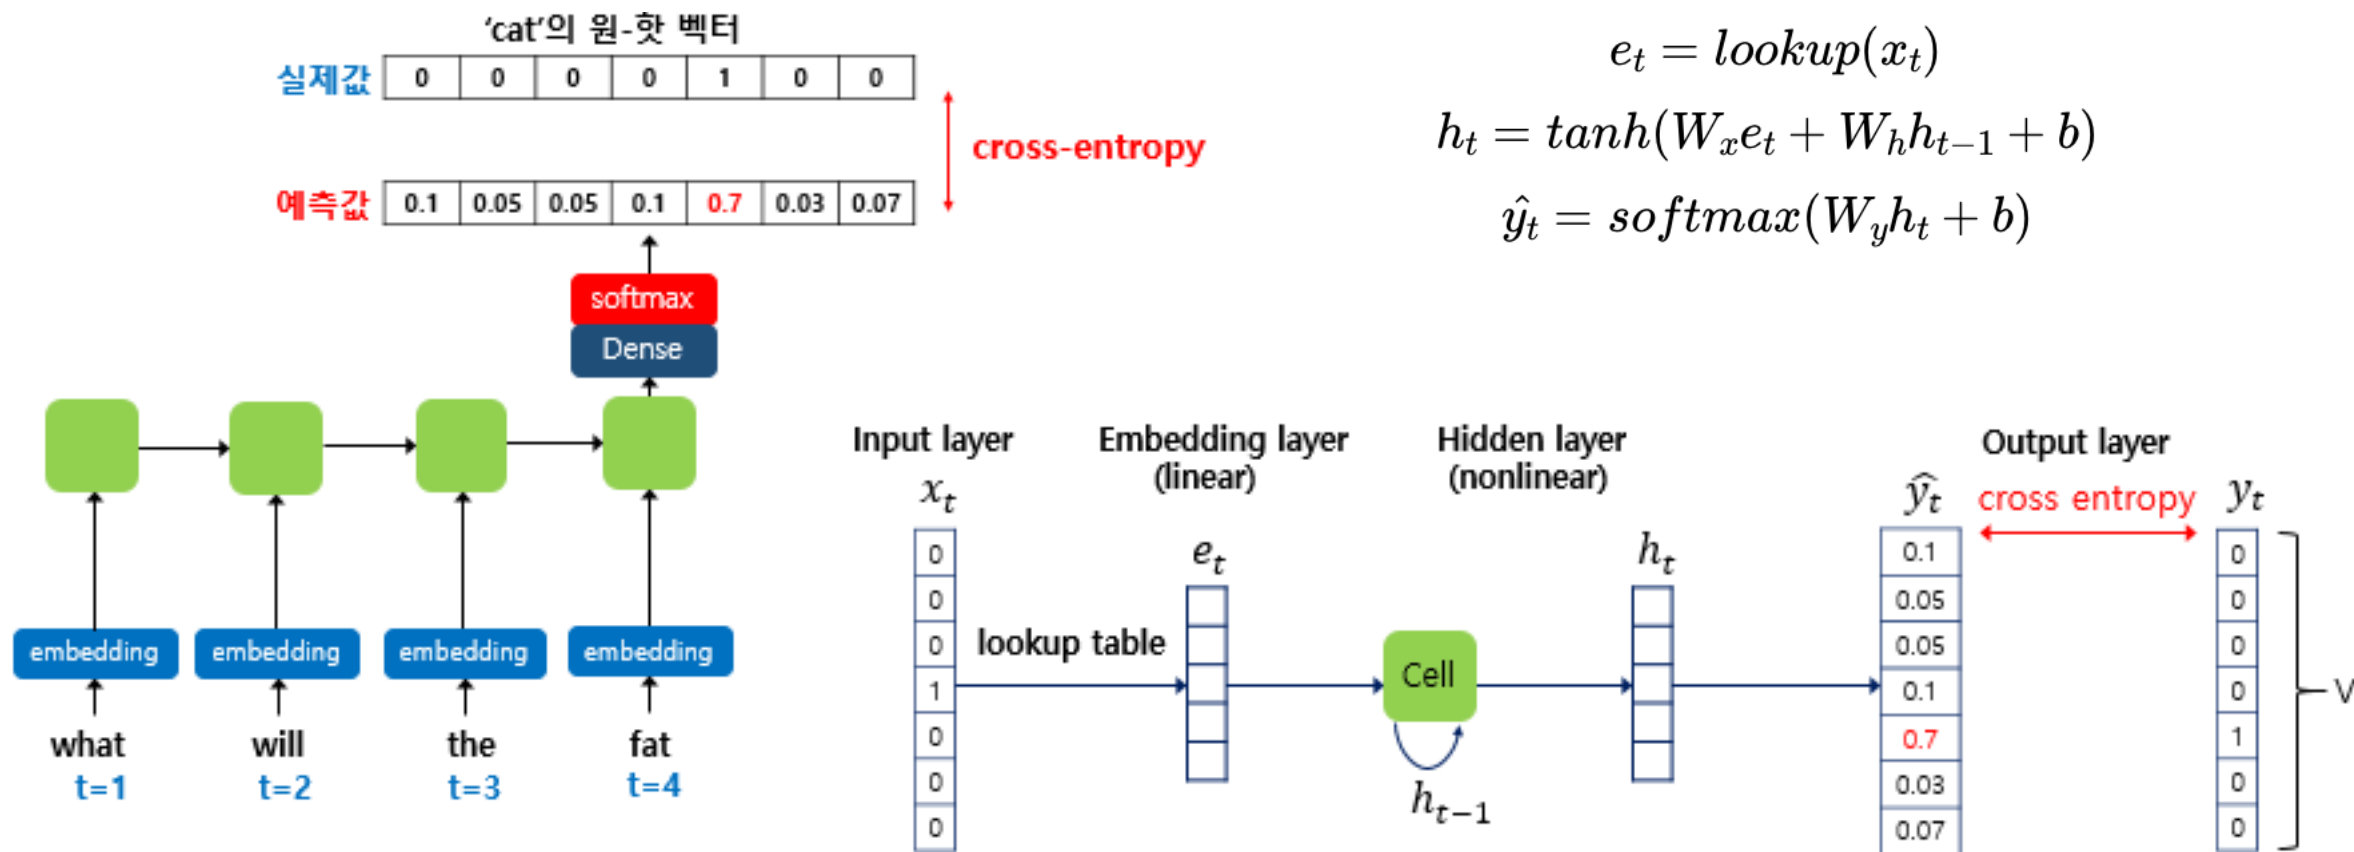 ‘cat’의 원-핫 벡터
실제값 0 0 0 0 1 0 0
cross-entropy
예측값 0.1 0.05 0.05 0.1 0.7 0.03 0.07
softmax
Dense
embedding embedding embedding embedding
what will the fat
t=1 t=2 t=3 t=4
e_t = lookup(x_t)
h_t = tanh(W_x e_t + W_h h_{t−1} + b)
ŷ_t = softmax(W_y h_t + b)
Input layer
x_t
0
0
0
1
0
0
0
lookup table
Embedding layer
(linear)
e_t
Cell
h_{t−1}
Hidden layer
(nonlinear)
h_t
Output layer
ŷ_t
0.1
0.05
0.05
0.1
0.7
0.03
0.07
cross entropy
y_t
0
0
0
0
1
0
0
V